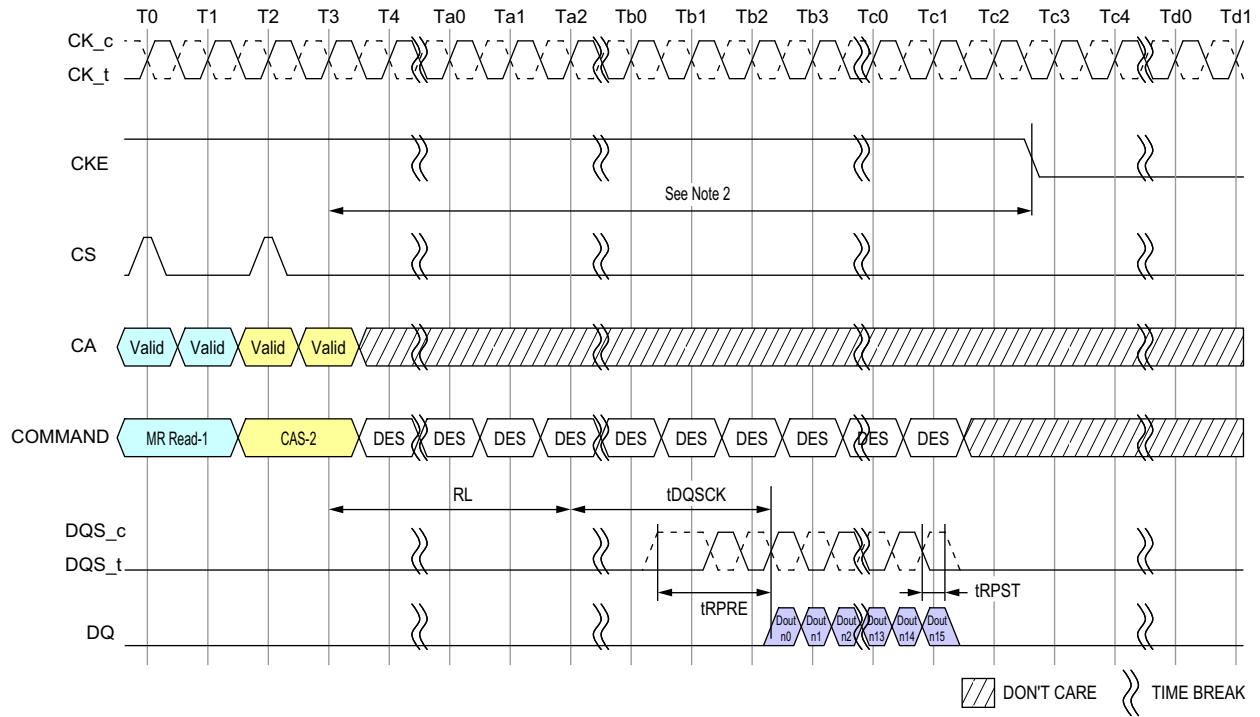 T0 T1 T2 T3 T4 Ta0 Ta1 Ta2 Tb0 Tb1 Tb2 Tb3 Tc0 Tc1 Tc2 Tc3 Tc4 Td0 Td1
CK_c
CK_t
CKE
See Note 2
CS
CA Valid Valid Valid Valid
COMMAND MR Read-1 CAS-2 DES DES DES DES DES DES DES DES DES DES
RL tDQSCK
DQS_c
DQS_t
tRPRE tRPST
DQ
Dout Dout Dout Dout Dout Dout
n0 n1 n2 n13 n14 n15
DON'T CARE TIME BREAK